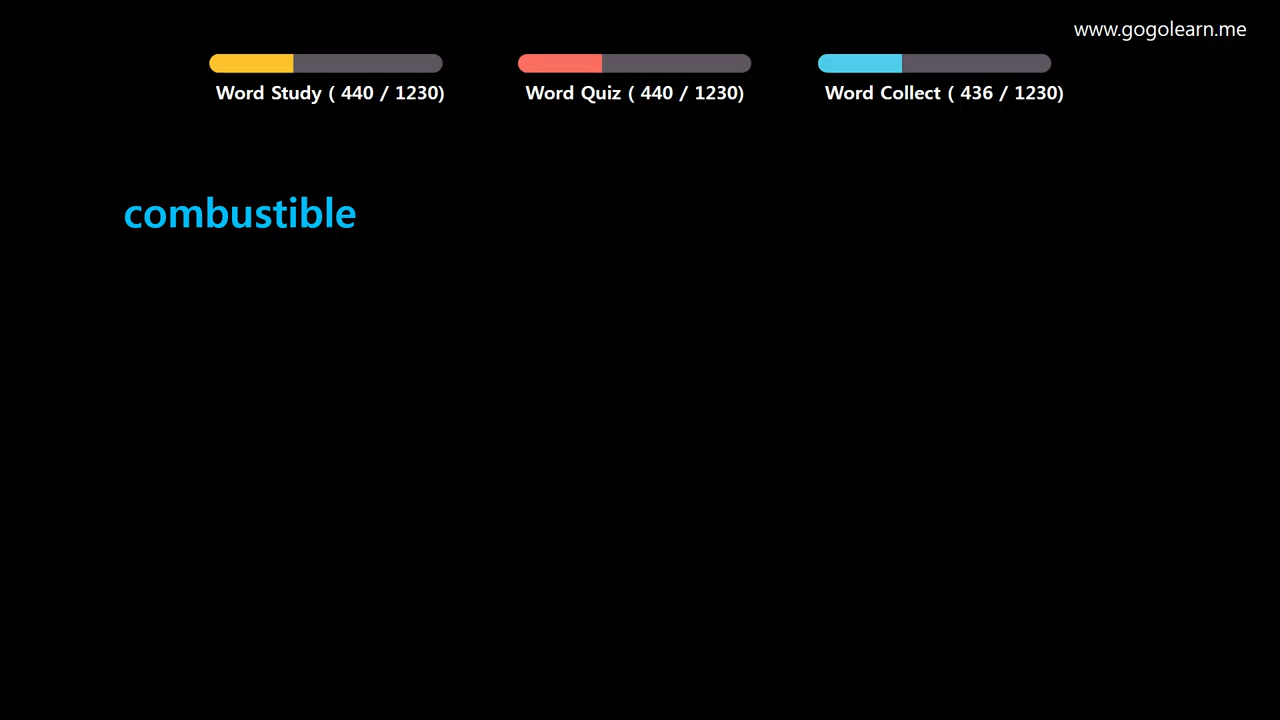 www.gogolearn.me
Word Study ( 440 / 1230)
Word Quiz ( 440 / 1230)
Word Collect ( 436 / 1230)
combustible